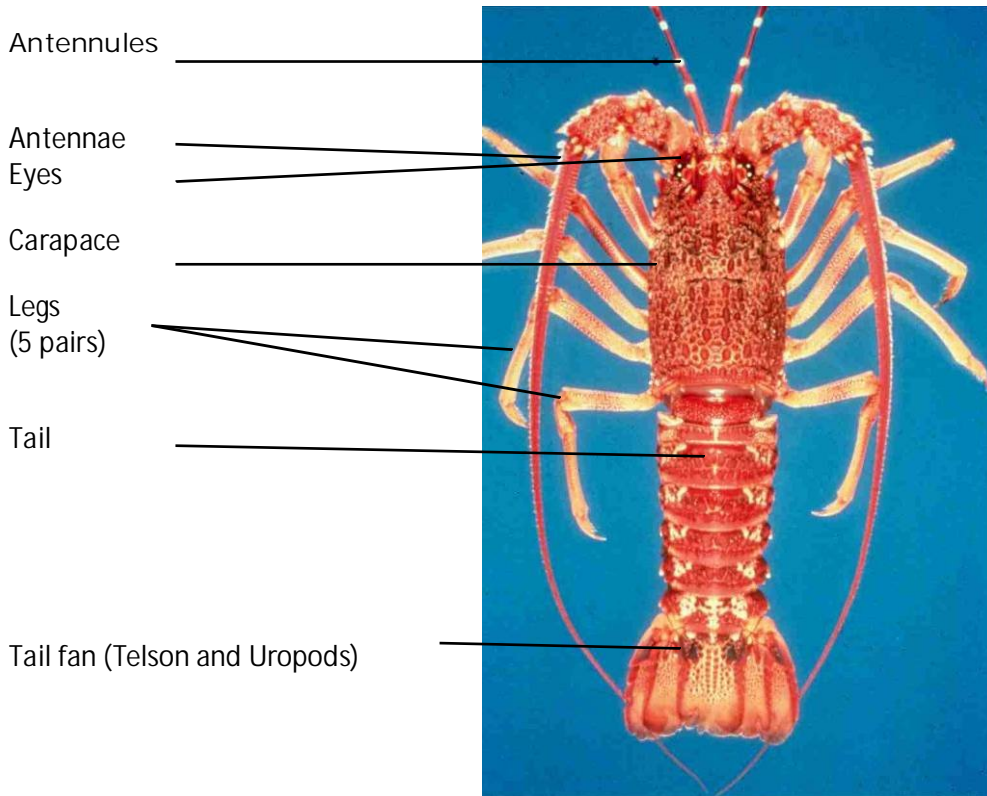 Antennules
Antennae
Eyes
Carapace
Legs
(5 pairs)
Tail
Tail fan (Telson and Uropods)